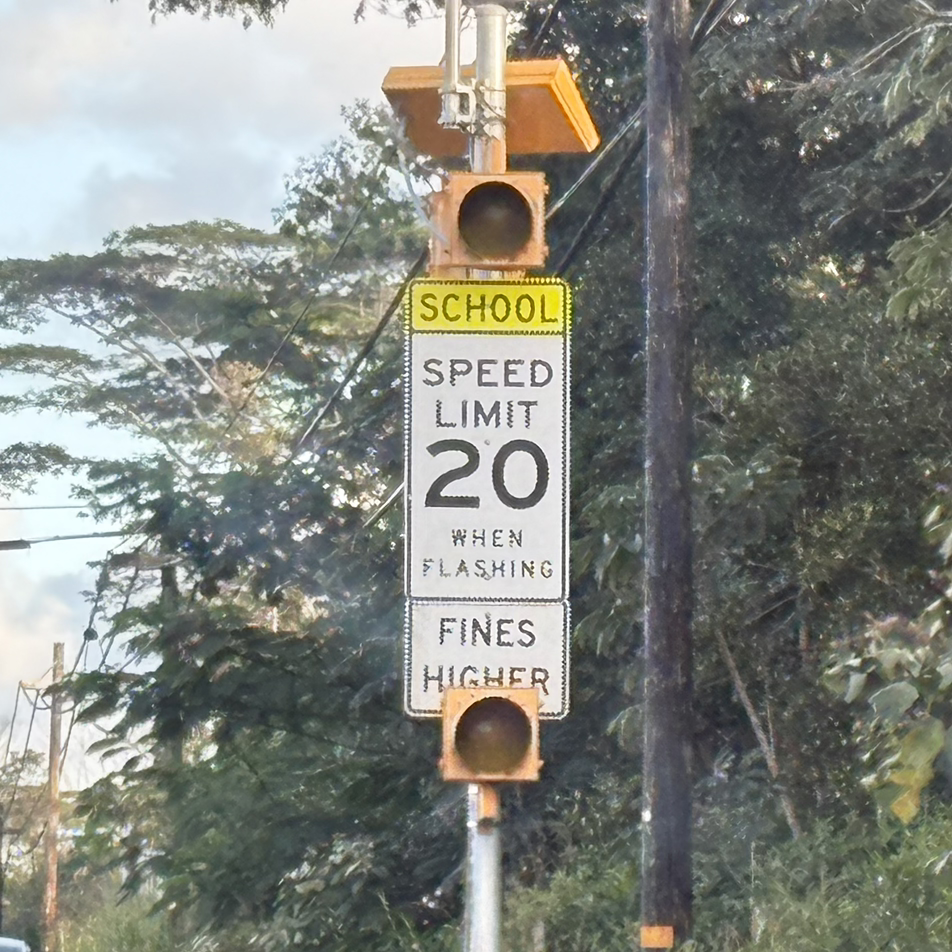 SCHOOL
SPEED
LIMIT
20
WHEN
FLASHING
FINES
HIGHER